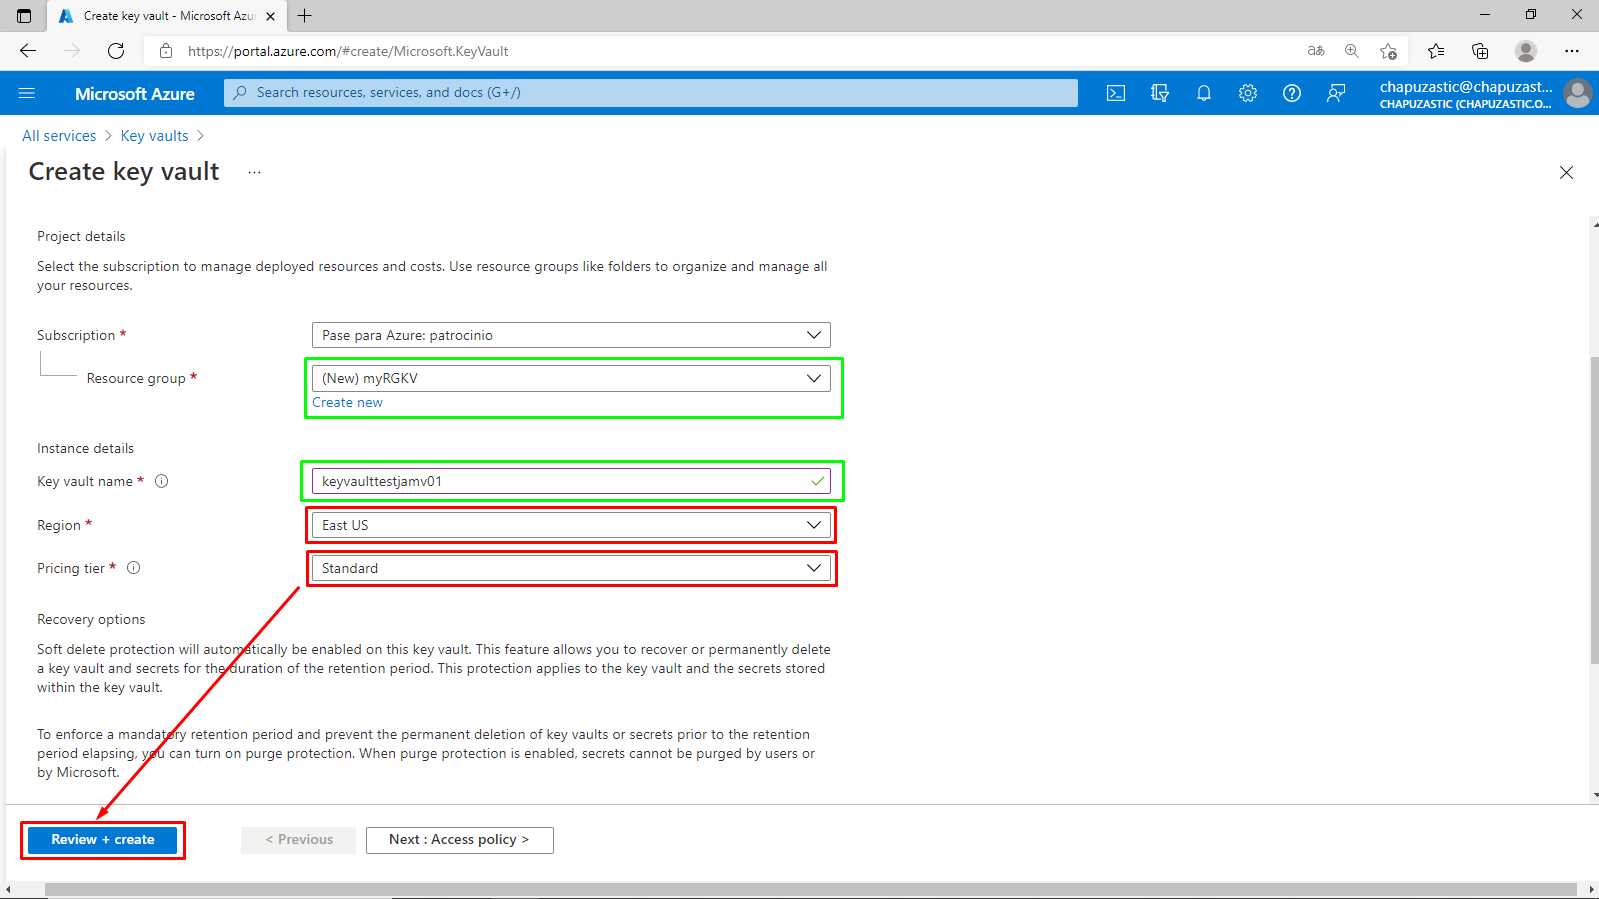 Create key vault - Microsoft Azur
https://portal.azure.com/#create/Microsoft.KeyVault
aあ
Microsoft Azure
Search resources, services, and docs (G+/)
chapuzastic@chapuzast...
CHAPUZASTIC (CHAPUZASTIC.O...
All services > Key vaults >
Create key vault ...
Project details
Select the subscription to manage deployed resources and costs. Use resource groups like folders to organize and manage all
your resources.
Subscription * Pase para Azure: patrocinio
Resource group * (New) myRGKV
Create new
Instance details
Key vault name * keyvaulttestjamv01
Region * East US
Pricing tier * Standard
Recovery options
Soft delete protection will automatically be enabled on this key vault. This feature allows you to recover or permanently delete
a key vault and secrets for the duration of the retention period. This protection applies to the key vault and the secrets stored
within the key vault.
To enforce a mandatory retention period and prevent the permanent deletion of key vaults or secrets prior to the retention
period elapsing, you can turn on purge protection. When purge protection is enabled, secrets cannot be purged by users or
by Microsoft.
Review + create < Previous Next : Access policy >